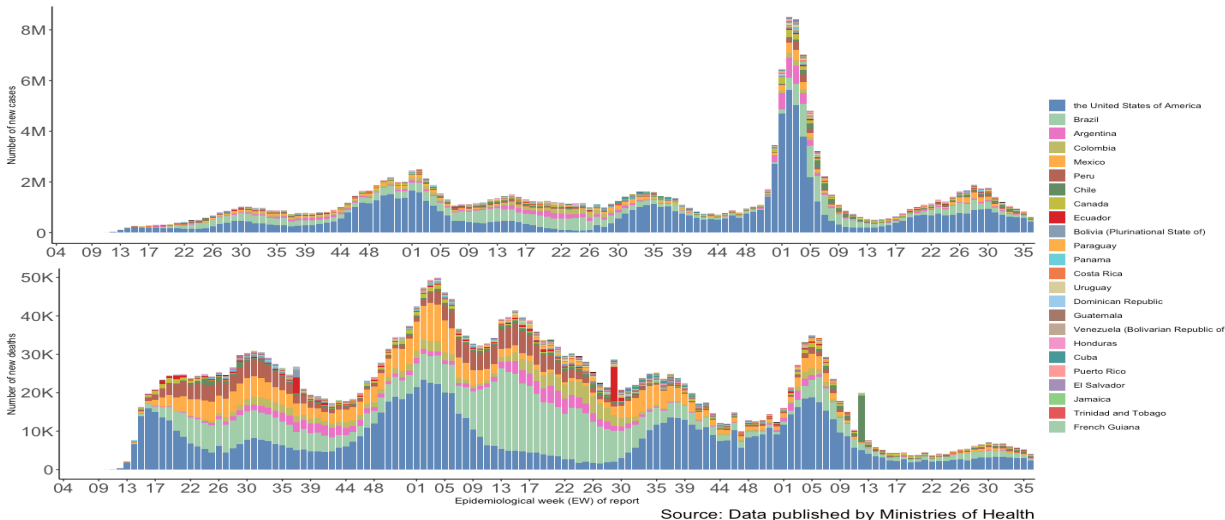 8M
6M
4M
2M
0
Number of new cases
04 09 13 17 22 26 30 35 39 44 48 01 05 09 13 17 22 26 30 35 39 44 48 01 05 09 13 17 22 26 30 35
50K
40K
30K
20K
10K
0
Number of new deaths
04 09 13 17 22 26 30 35 39 44 48 01 05 09 13 17 22 26 30 35 39 44 48 01 05 09 13 17 22 26 30 35
Epidemiological week (EW) of report
Source: Data published by Ministries of Health
the United States of America
Brazil
Argentina
Colombia
Mexico
Peru
Chile
Canada
Ecuador
Bolivia (Plurinational State of)
Paraguay
Panama
Costa Rica
Uruguay
Dominican Republic
Guatemala
Venezuela (Bolivarian Republic of
Honduras
Cuba
Puerto Rico
El Salvador
Jamaica
Trinidad and Tobago
French Guiana